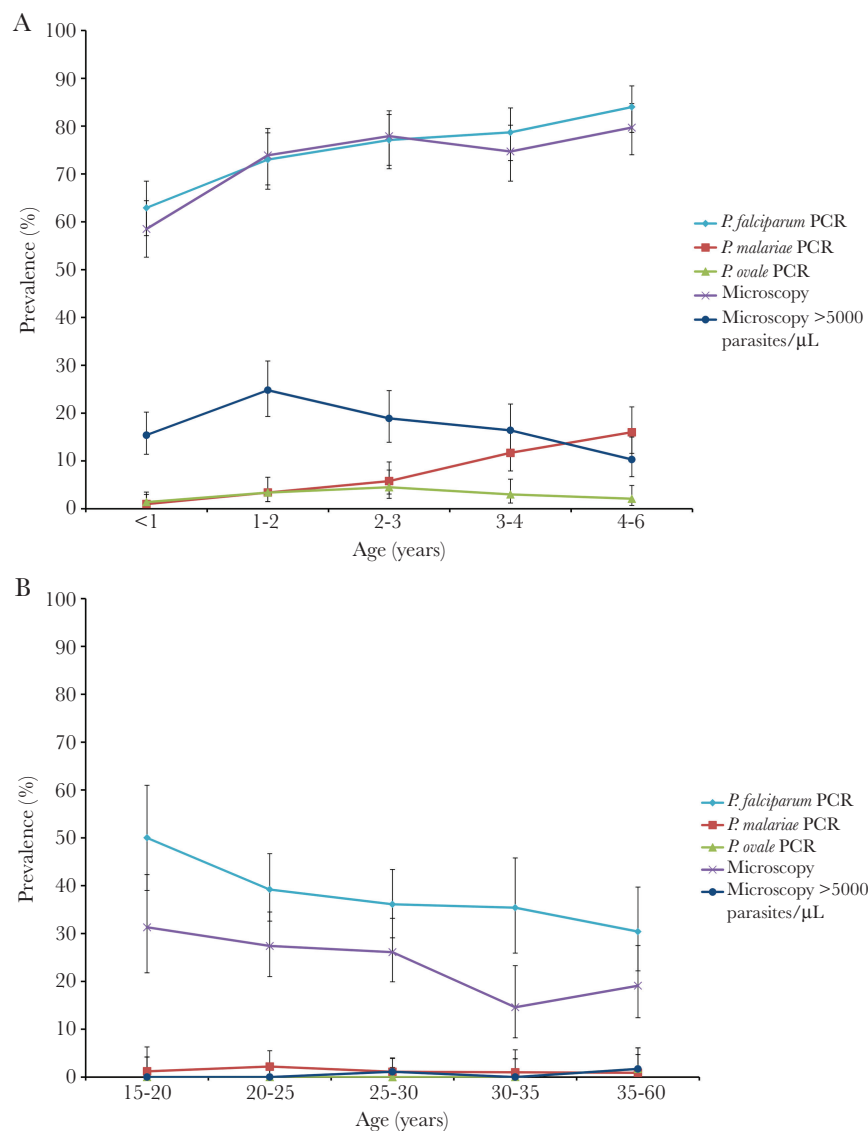 A
100
90
80
70
60
50
40
30
20
10
0
Prevalence (%)
<1 1-2 2-3 3-4 4-6
Age (years)
P. falciparum PCR
P. malariae PCR
P. ovale PCR
Microscopy
Microscopy >5000
parasites/μL
B
100
90
80
70
60
50
40
30
20
10
0
Prevalence (%)
15-20 20-25 25-30 30-35 35-60
Age (years)
P. falciparum PCR
P. malariae PCR
P. ovale PCR
Microscopy
Microscopy >5000
parasites/μL